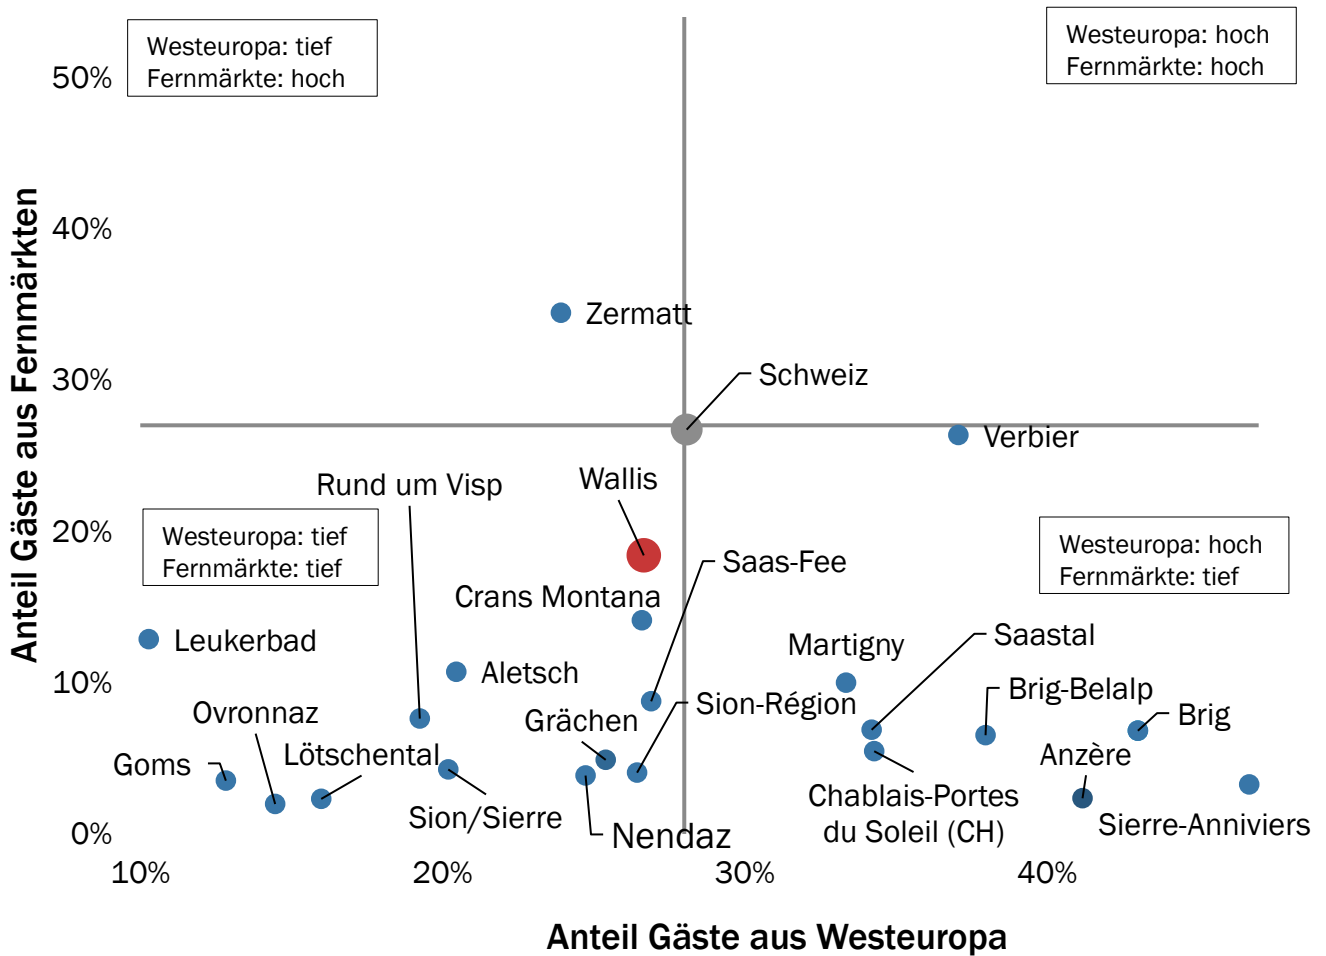 Westeuropa: tief
Fernmärkte: hoch
Westeuropa: hoch
Fernmärkte: hoch
50%
40%
30%
20%
10%
0%
Anteil Gäste aus Fernmärkten
Zermatt
Schweiz
Verbier
Rund um Visp
Wallis
Westeuropa: tief
Fernmärkte: tief
Westeuropa: hoch
Fernmärkte: tief
Saas-Fee
Crans Montana
Leukerbad
Aletsch
Martigny
Saastal
Ovronnaz
Grächen
Sion-Région
Brig-Belalp
Brig
Goms
Lötschental
Anzère
Sion/Sierre
Nendaz
Chablais-Portes
du Soleil (CH)
Sierre-Anniviers
10%
20%
30%
40%
Anteil Gäste aus Westeuropa